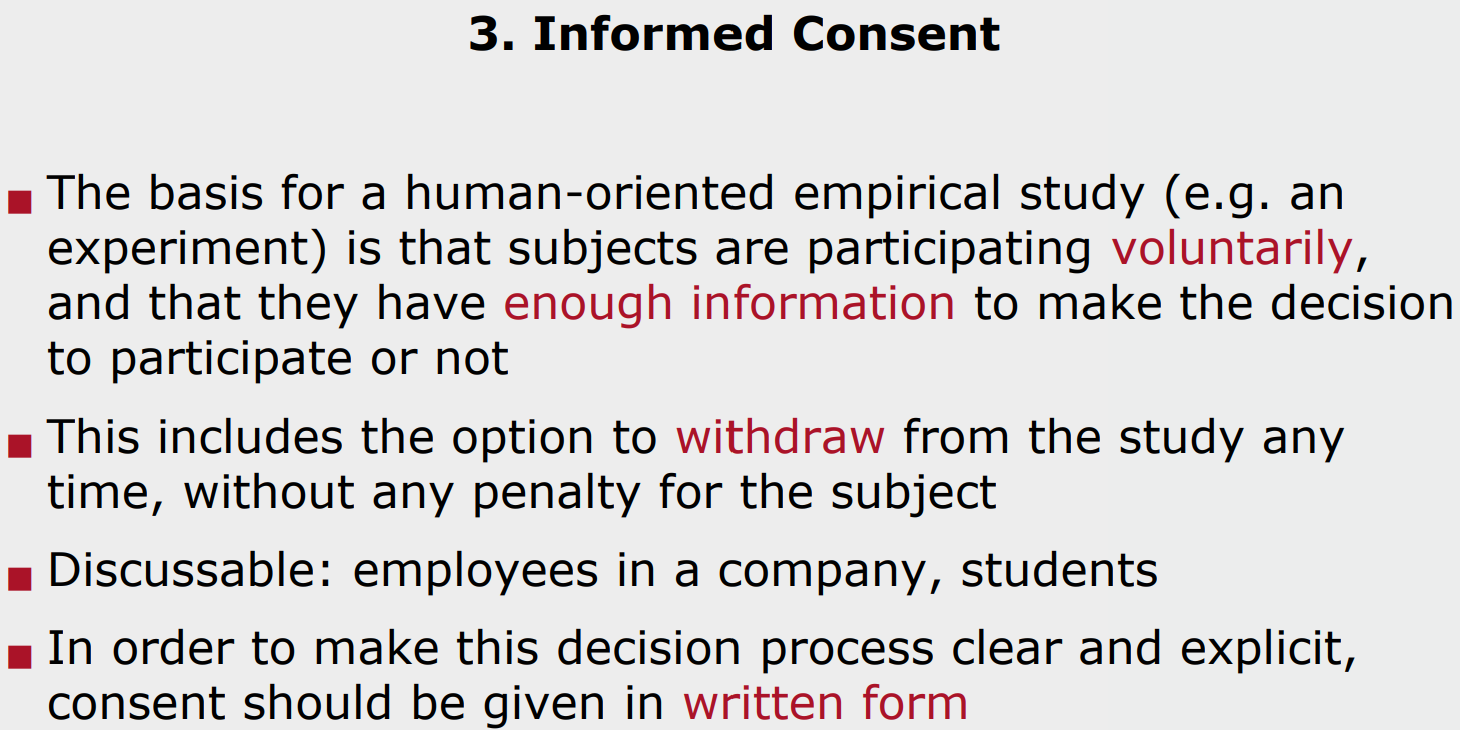 3. Informed Consent
■ The basis for a human-oriented empirical study (e.g. an
experiment) is that subjects are participating voluntarily,
and that they have enough information to make the decision
to participate or not
■ This includes the option to withdraw from the study any
time, without any penalty for the subject
■ Discussable: employees in a company, students
■ In order to make this decision process clear and explicit,
consent should be given in written form